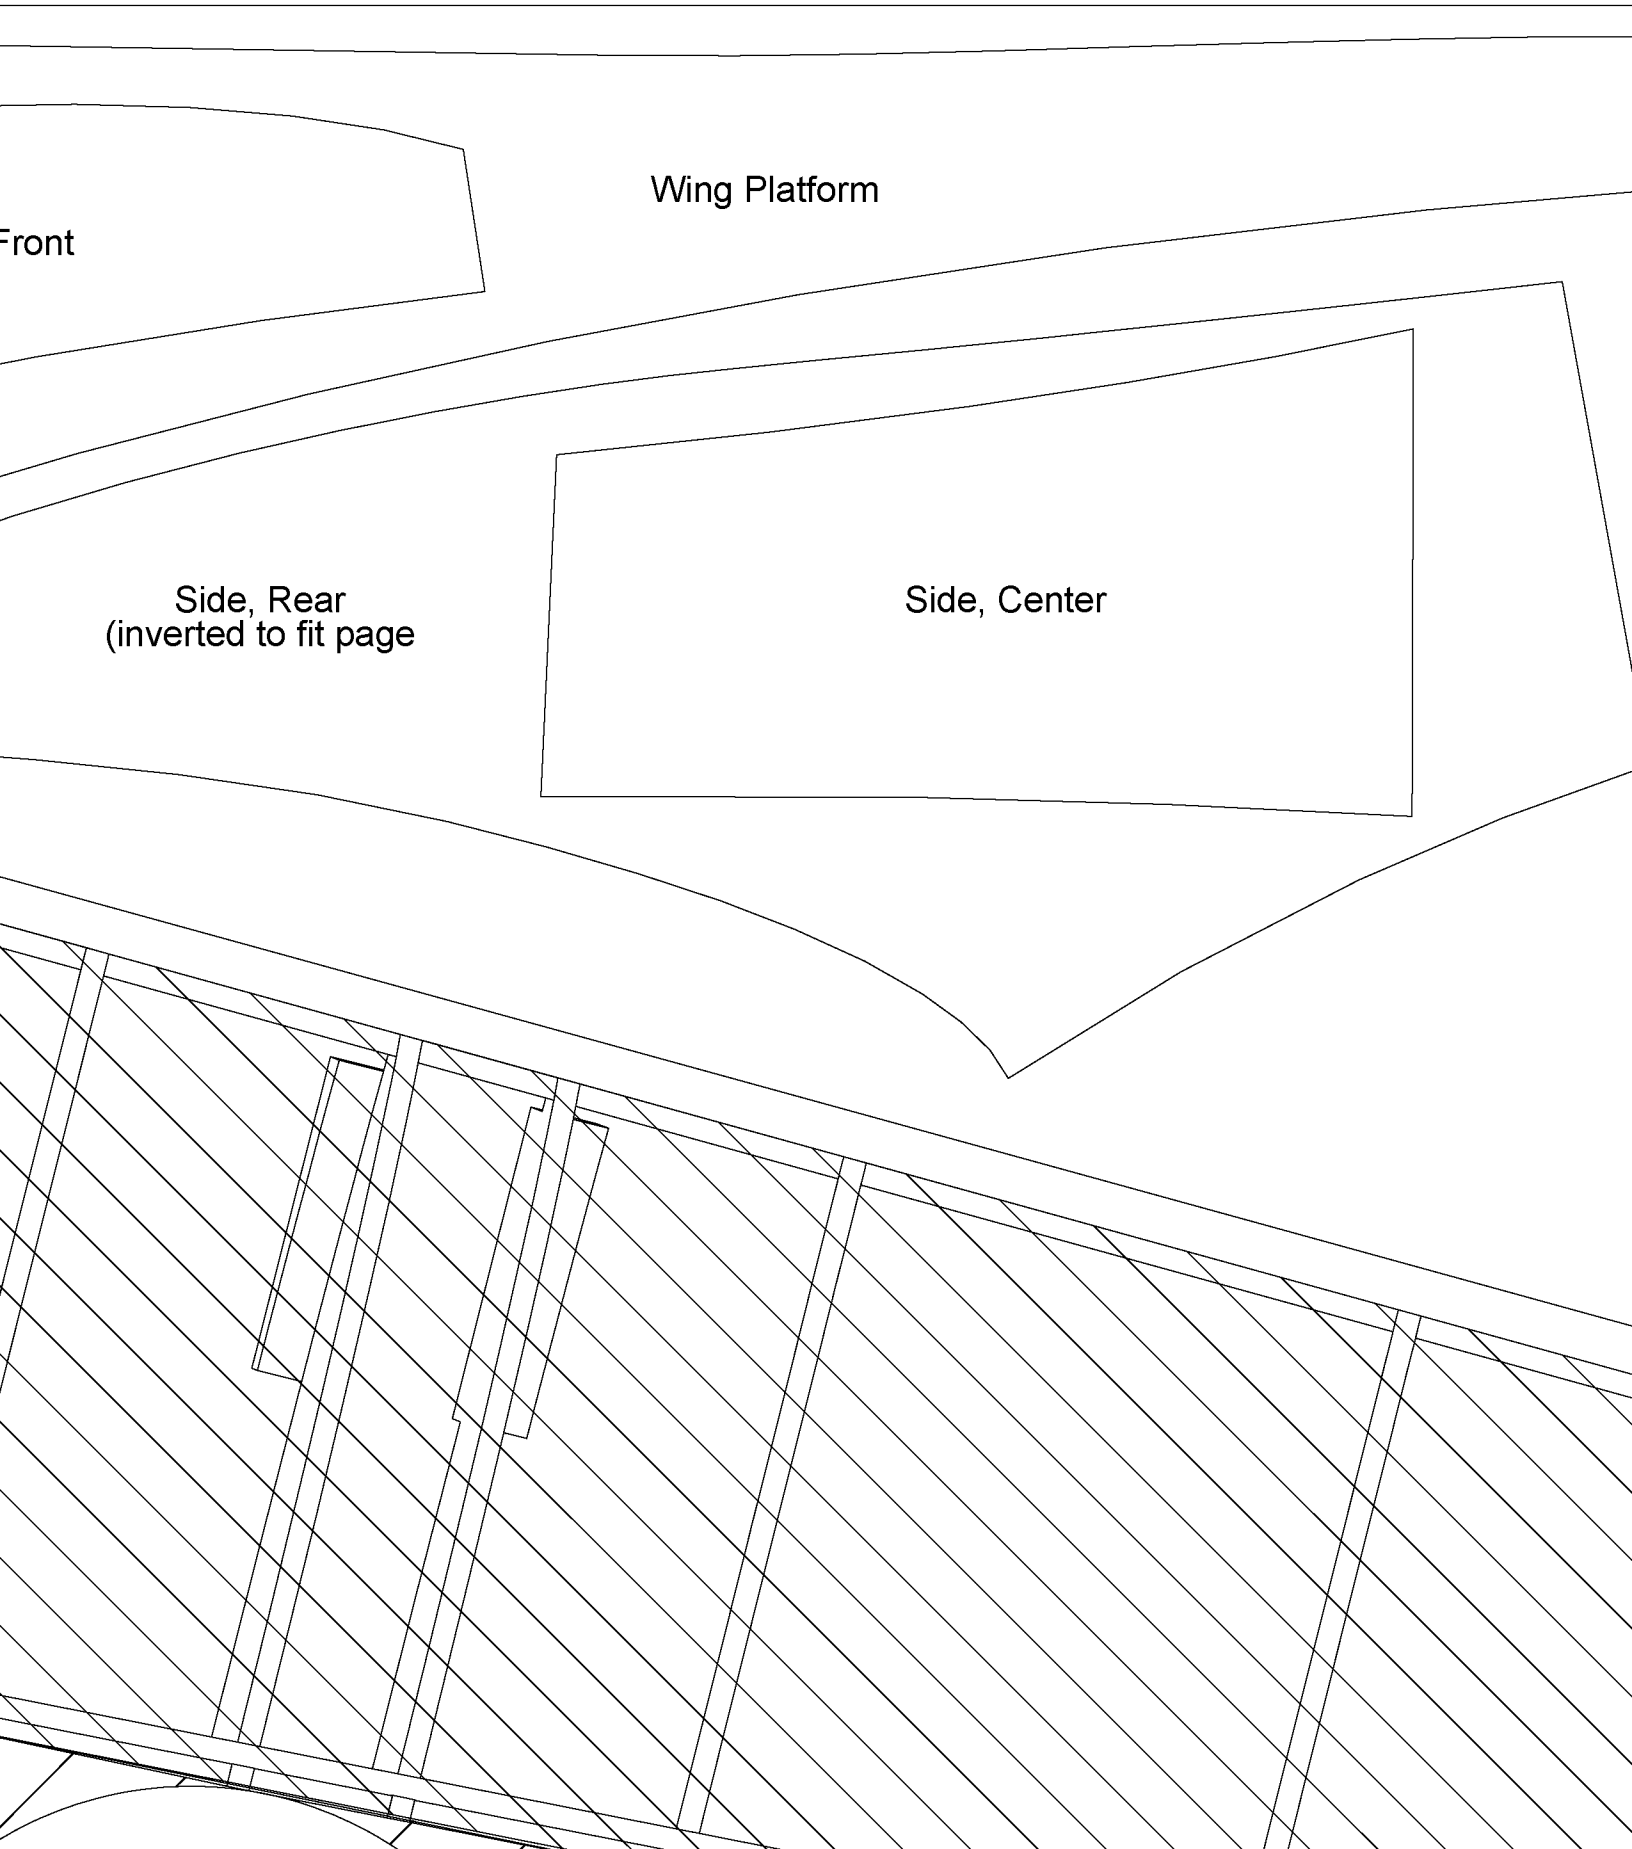 Wing Platform
Front
Side, Rear
(inverted to fit page
Side, Center